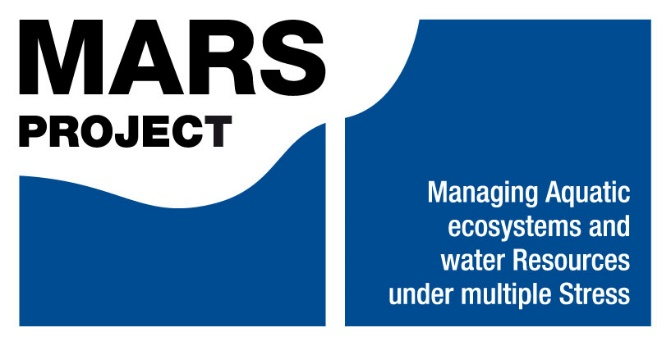 MARS
PROJECT
Managing Aquatic
ecosystems and
water Resources
under multiple Stress